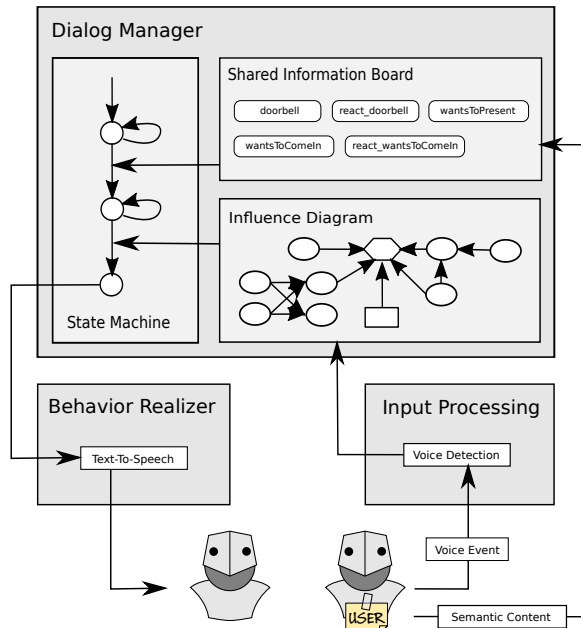 Dialog Manager
Shared Information Board
doorbell
react_doorbell
wantsToPresent
wantsToComeIn
react_wantsToComeIn
Influence Diagram
State Machine
Behavior Realizer
Text-To-Speech
Input Processing
Voice Detection
Voice Event
USER
Semantic Content